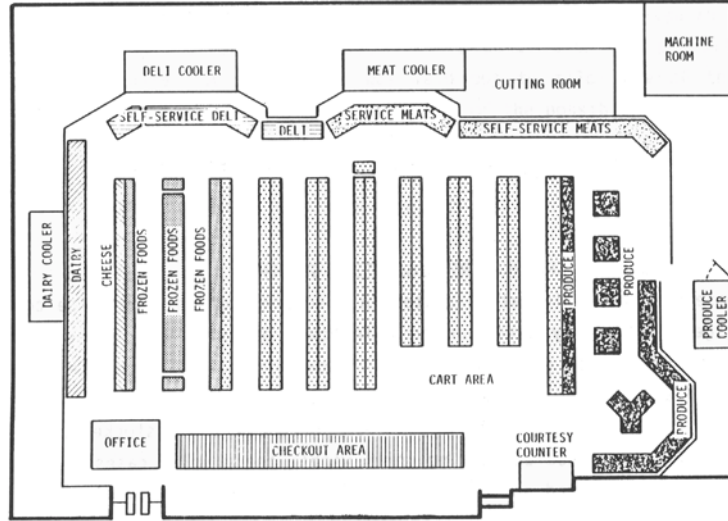 MACHINE
ROOM
DELI COOLER
MEAT COOLER
CUTTING ROOM
SELF-SERVICE DELI
DELI
SERVICE MEATS
SELF-SERVICE MEATS
DAIRY COOLER
DAIRY
CHEESE
FROZEN FOODS
FROZEN FOODS
FROZEN FOODS
PRODUCE
PRODUCE
PRODUCE
COOLER
PRODUCE
CART AREA
OFFICE
CHECKOUT AREA
COURTESY
COUNTER